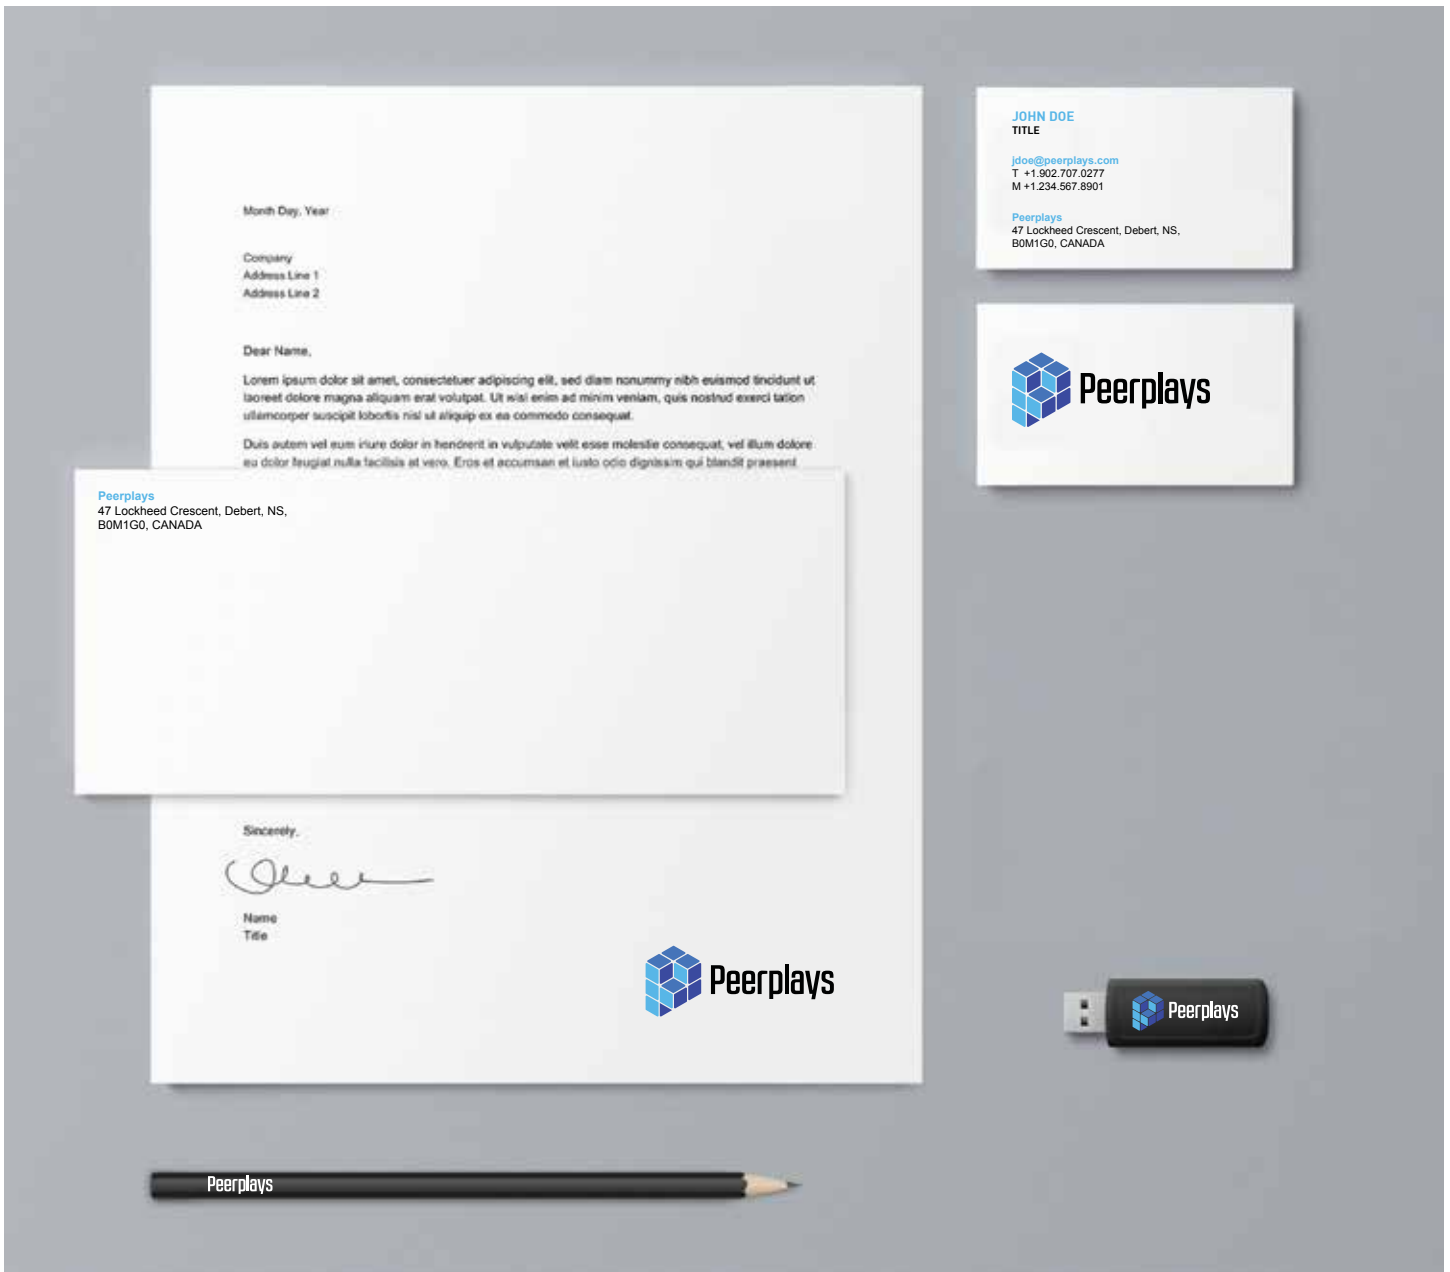 Month Day, Year
Company
Address Line 1
Address Line 2
Dear Name,
Lorem ipsum dolor sit amet, consectetuer adipiscing elit, sed diam nonummy nibh euismod tincidunt ut
laoreet dolore magna aliquam erat volutpat. Ut wisi enim ad minim veniam, quis nostrud exerci tation
ullamcorper suscipit lobortis nisl ut aliquip ex ea commodo consequat.
Duis autem vel eum iriure dolor in hendrerit in vulputate velit esse molestie consequat, vel illum dolore
eu dolor feugiat nulla facilisis at vero. Eros et accumsan et iusto odio dignissim qui blandit praesent
Peerplays
47 Lockheed Crescent, Debert, NS,
B0M1G0, CANADA
Sincerely,
Name
Title
Peerplays
JOHN DOE
TITLE
jdoe@peerplays.com
T +1.902.707.0277
M +1.234.567.8901
Peerplays
47 Lockheed Crescent, Debert, NS,
B0M1G0, CANADA
Peerplays
Peerplays
Peerplays